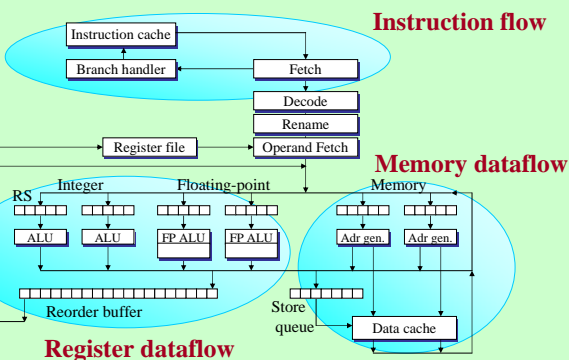 Instruction flow
Instruction cache
Branch handler
Fetch
Decode
Rename
Register file
Operand Fetch
Memory dataflow
Integer
Floating-point
Memory
RS
ALU
ALU
FP ALU
FP ALU
Adr gen.
Adr gen.
Reorder buffer
Store
queue
Data cache
Register dataflow